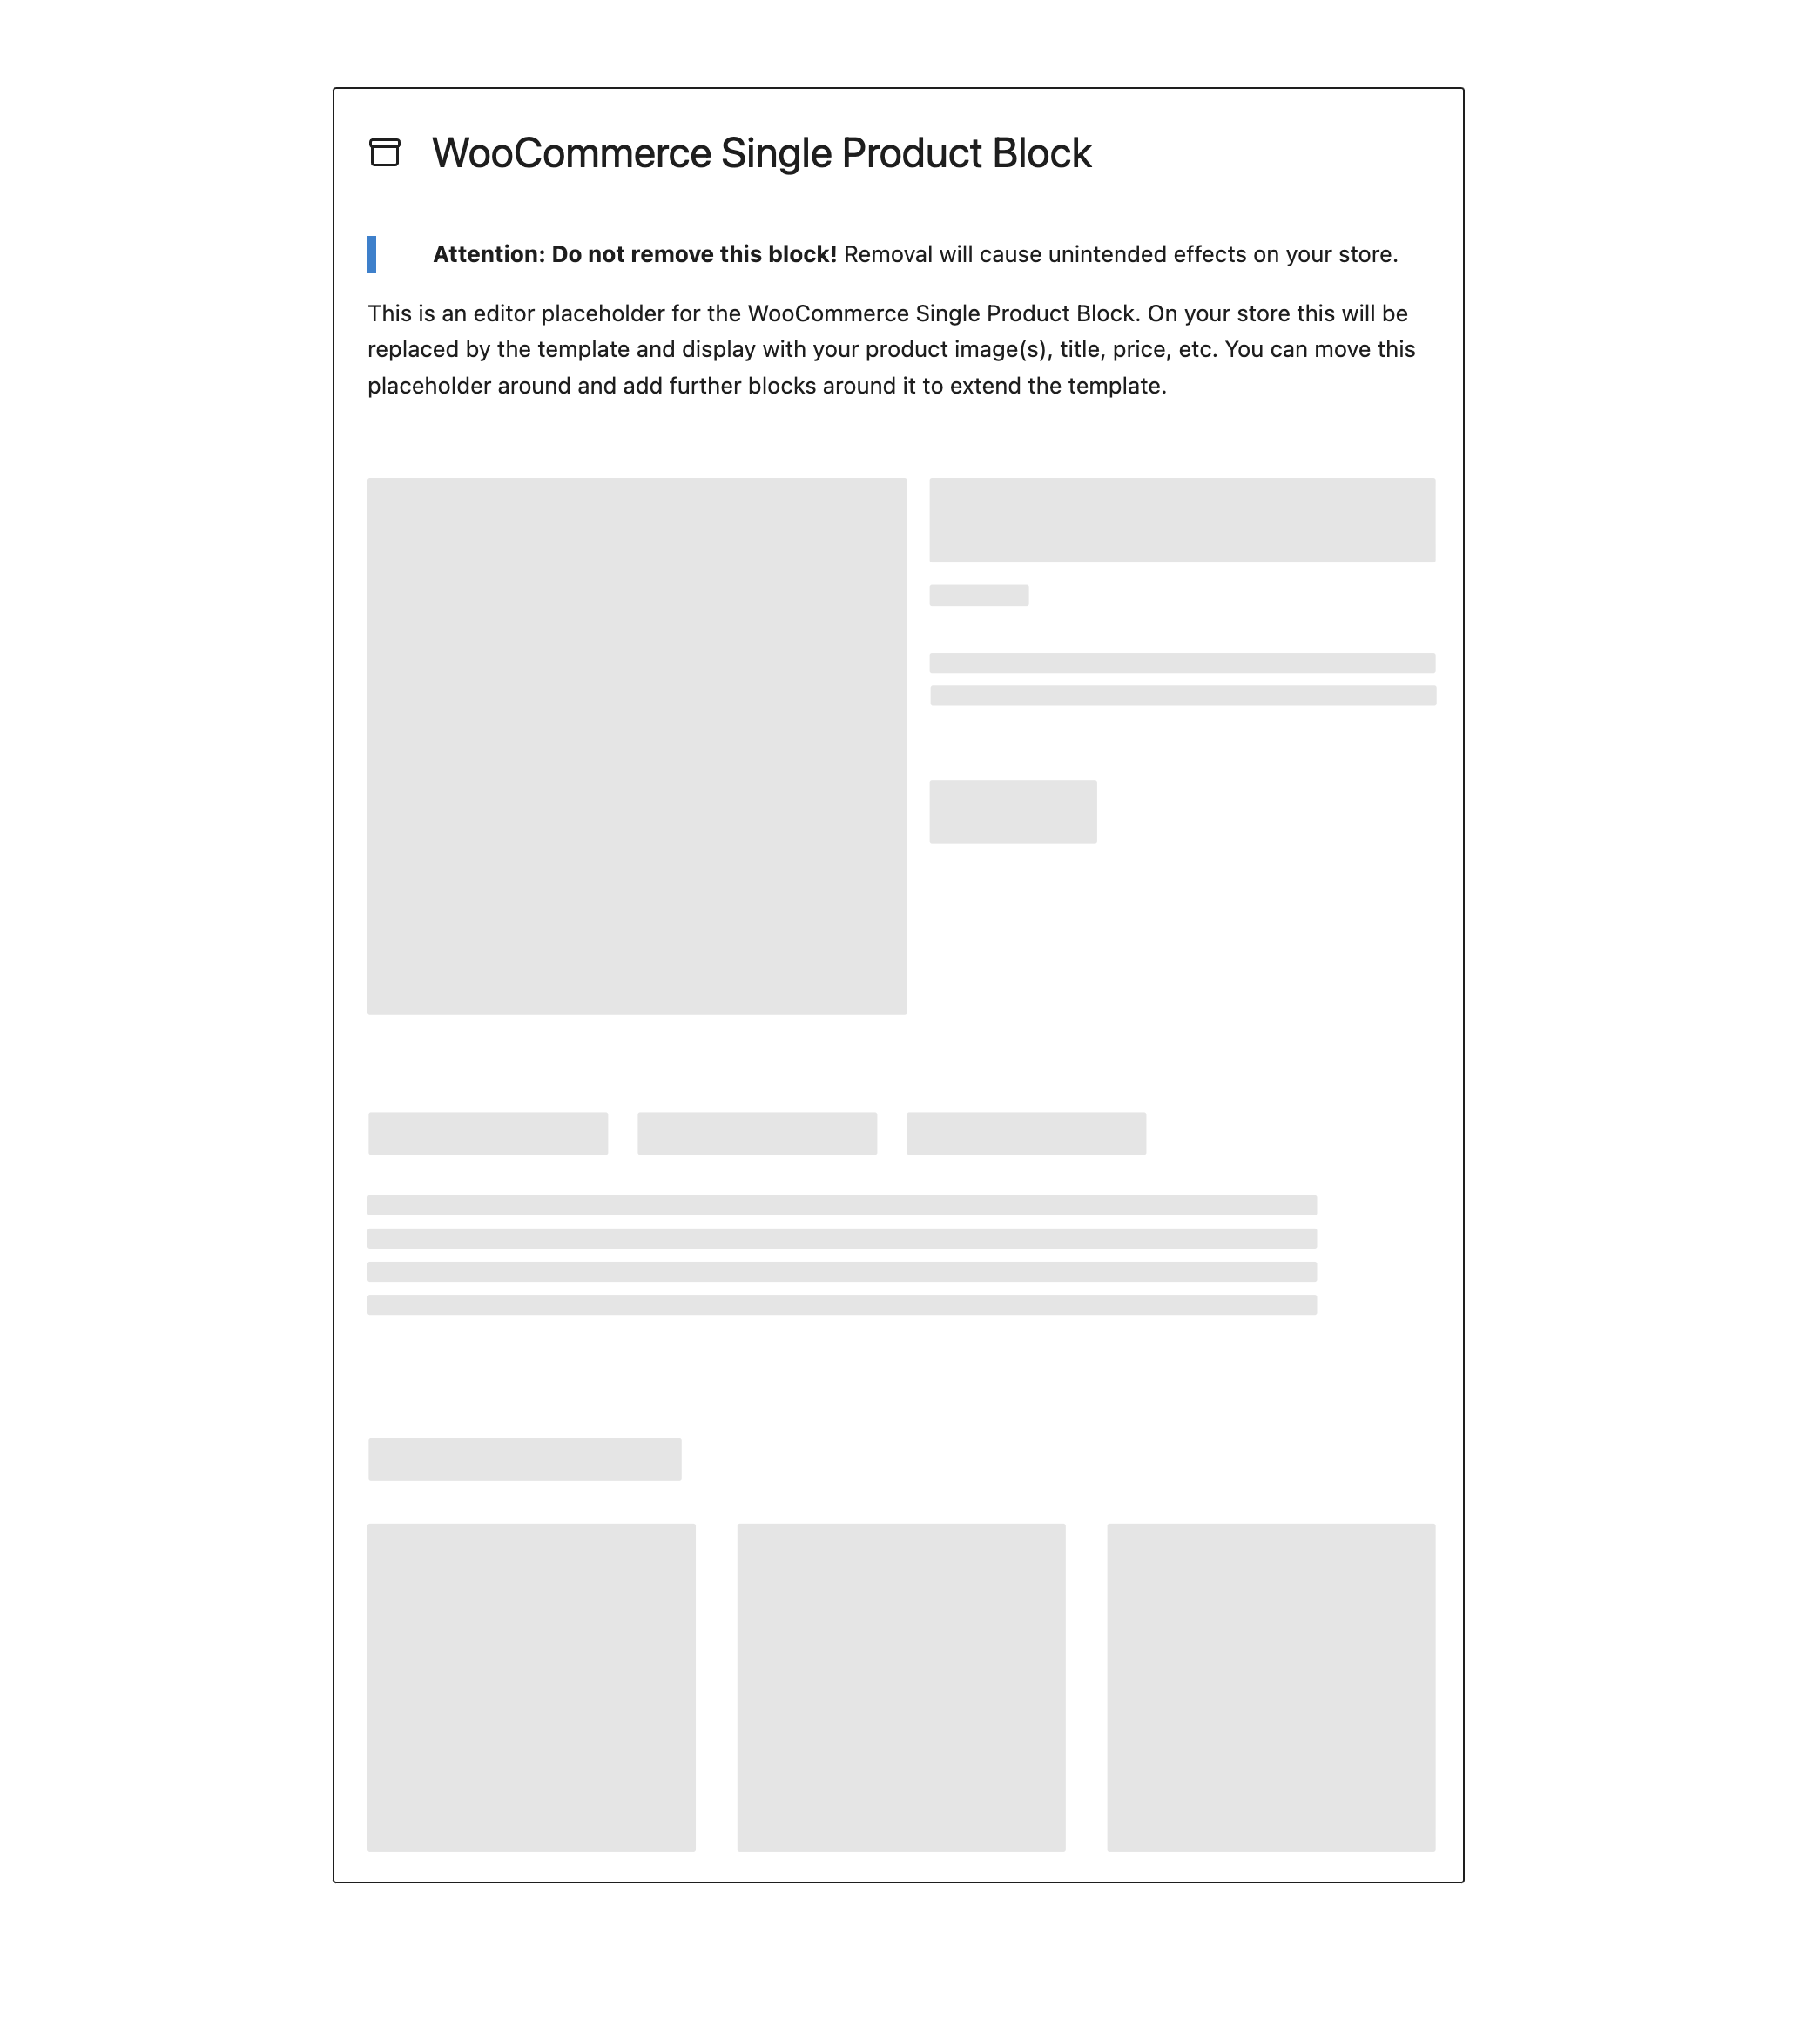 WooCommerce Single Product Block
Attention: Do not remove this block! Removal will cause unintended effects on your store.
This is an editor placeholder for the WooCommerce Single Product Block. On your store this will be
replaced by the template and display with your product image(s), title, price, etc. You can move this
placeholder around and add further blocks around it to extend the template.